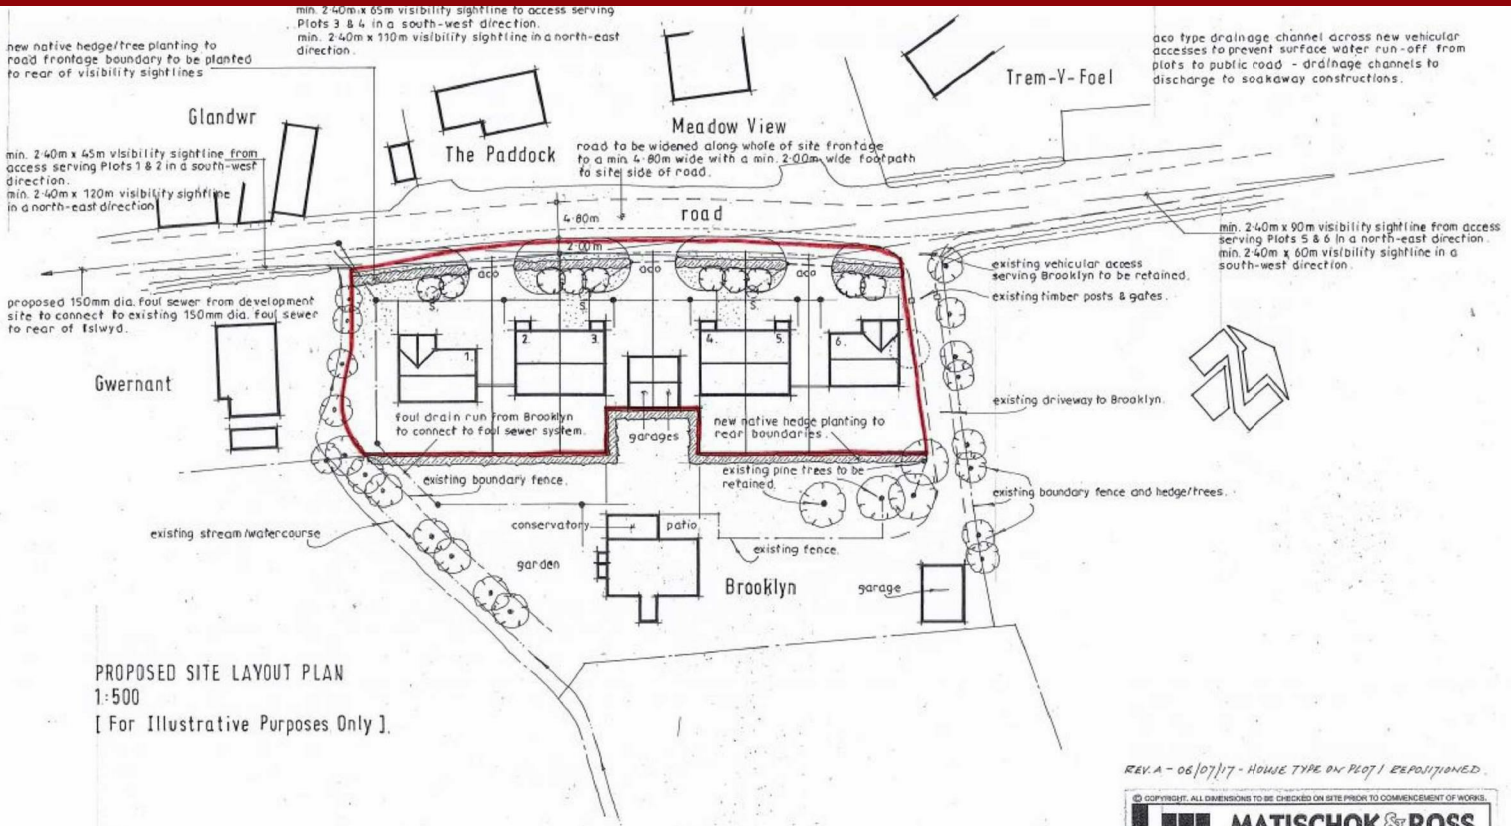 min. 2·40m x 65m visibility sightline to access serving
Plots 3 & 4 in a south-west direction.
min. 2·40m x 110m visibility sightline in a north-east
direction.
new native hedge/tree planting to
road frontage boundary to be planted
to rear of visibility sightlines
aco type drainage channel across new vehicular
accesses to prevent surface water run-off from
plots to public road - drainage channels to
discharge to soakaway constructions.
Trem-Y-Foel
Glandwr
The Paddock
Meadow View
min. 2·40m x 45m visibility sightline from
access serving Plots 1 & 2 in a south-west
direction.
min. 2·40m x 120m visibility sightline
in a north-east direction
road to be widened along whole of site frontage
to a min 4·80m wide with a min. 2·00m wide footpath
to site side of road.
4·80m
road
2·00m
min. 2·40m x 90m visibility sightline from access
serving Plots 5 & 6 in a north-east direction.
min. 2·40m x 60m visibility sightline in a
south-west direction.
aco
aco
aco
existing vehicular access
serving Brooklyn to be retained.
existing timber posts & gates.
proposed 150mm dia. foul sewer from development
site to connect to existing 150mm dia. foul sewer
to rear of Islwyd.
S.
S.
S.
1.
2.
3.
4.
5.
6.
Gwernant
existing driveway to Brooklyn.
foul drain run from Brooklyn
to connect to foul sewer system.
garages
new native hedge planting to
rear boundaries.
existing boundary fence.
existing pine trees to be
retained.
existing boundary fence and hedge/trees.
existing stream/watercourse
conservatory
patio
existing fence.
garden
Brooklyn
garage
PROPOSED SITE LAYOUT PLAN
1:500
[ For Illustrative Purposes Only ].
REV. A - 06/07/17 - HOUSE TYPE ON PLOT 1 REPOSITIONED.
© COPYRIGHT. ALL DIMENSIONS TO BE CHECKED ON SITE PRIOR TO COMMENCEMENT OF WORKS.
MATISCHOK & ROSS